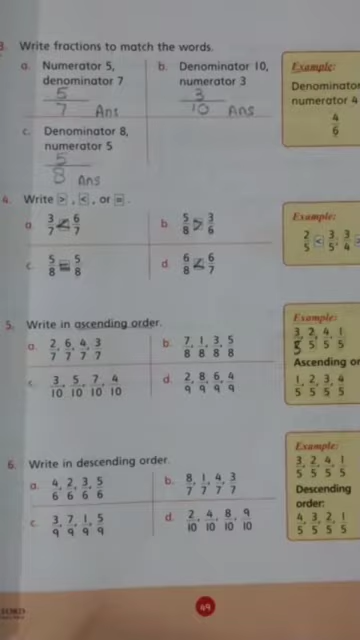 3. Write fractions to match the words.
a. Numerator 5, denominator 7
5/7 Ans
b. Denominator 10, numerator 3
3/10 Ans
c. Denominator 8, numerator 5
5/8 Ans
Example:
Denominator
numerator 4
4/6
4. Write >, <, or =.
a. 3/7 < 6/7
b. 5/8 > 3/6
c. 5/8 = 5/8
d. 6/8 < 6/7
Example:
2/5 < 3/5, 3/4
5. Write in ascending order.
a. 2/7, 6/7, 4/7, 3/7
b. 7/8, 1/8, 3/8, 5/8
c. 3/10, 5/10, 7/10, 4/10
d. 2/9, 8/9, 6/9, 4/9
Example:
3/5, 2/5, 4/5, 1/5
Ascending or
1/5, 2/5, 3/5, 4/5
6. Write in descending order.
a. 4/6, 2/6, 3/6, 5/6
b. 8/7, 1/7, 4/7, 3/7
c. 3/9, 7/9, 1/9, 5/9
d. 2/10, 4/10, 8/10, 9/10
Example:
3/5, 2/5, 4/5, 1/5
Descending
order:
4/5, 3/5, 2/5, 1/5
49